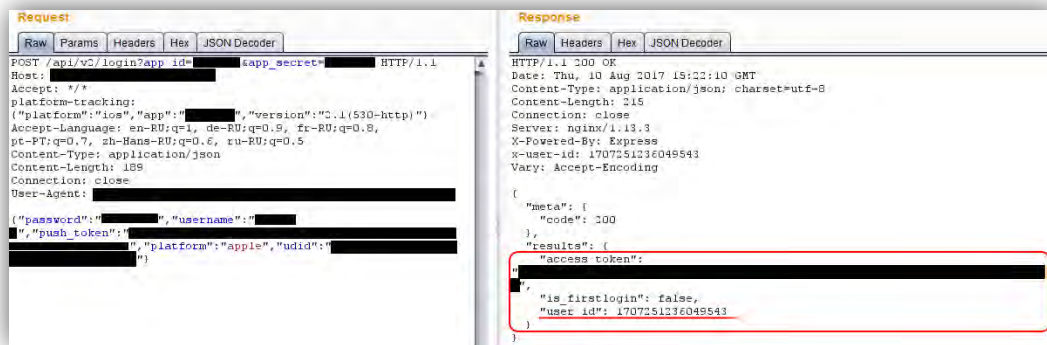 Request
Raw Params Headers Hex JSON Decoder
POST /api/v2/login?app_id= &app_secret= HTTP/1.1
Host:
Accept: */*
platform-tracking:
{"platform":"ios","app":" ","version":"2.1(530-http)"}
Accept-Language: en-RU;q=1, de-RU;q=0.9, fr-RU;q=0.8,
pt-PT;q=0.7, zh-Hans-RU;q=0.6, ru-RU;q=0.5
Content-Type: application/json
Content-Length: 189
Connection: close
User-Agent:
{"password":" ","username":"
","push_token":"
","platform":"apple","udid":"
"}
Response
Raw Headers Hex JSON Decoder
HTTP/1.1 200 OK
Date: Thu, 10 Aug 2017 15:22:10 GMT
Content-Type: application/json; charset=utf-8
Content-Length: 215
Connection: close
Server: nginx/1.13.3
X-Powered-By: Express
x-user-id: 1707251236049543
Vary: Accept-Encoding
{
"meta": {
"code": 200
},
"results": {
"access_token":
"
",
"is_firstlogin": false,
"user_id": 1707251236049543
}
}